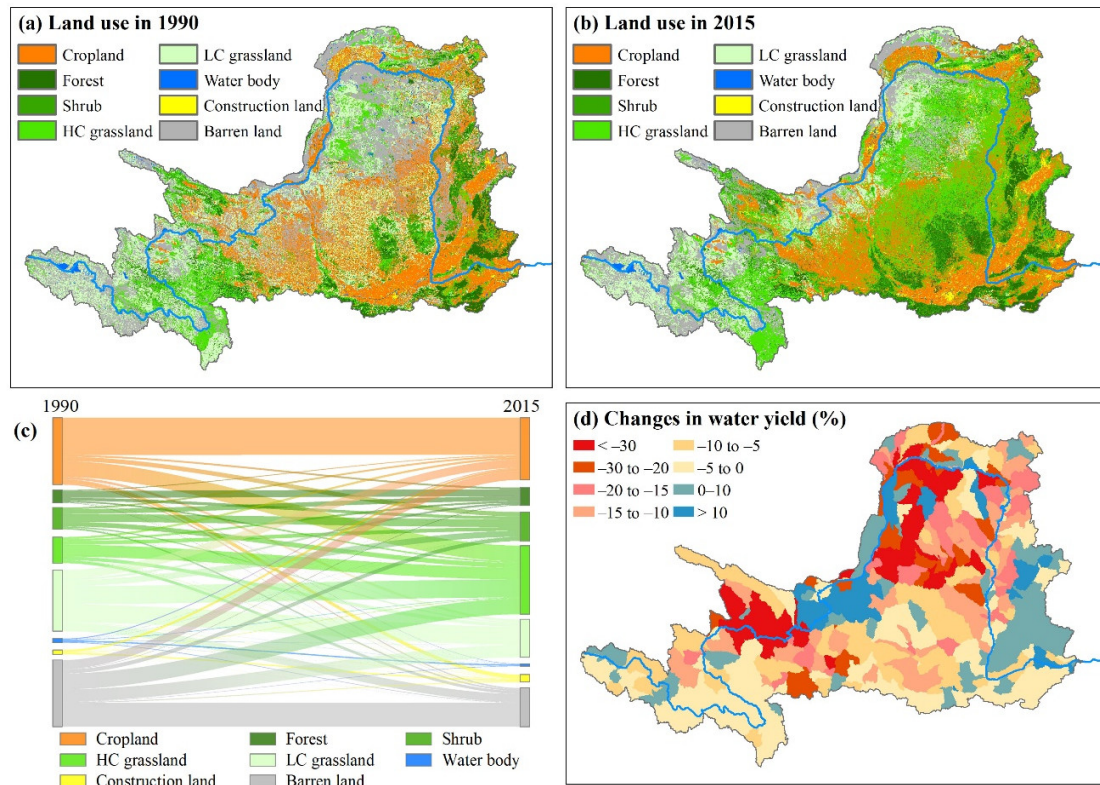 (a) Land use in 1990
Cropland
LC grassland
Forest
Water body
Shrub
Construction land
HC grassland
Barren land
(b) Land use in 2015
Cropland
LC grassland
Forest
Water body
Shrub
Construction land
HC grassland
Barren land
1990
2015
(c)
Cropland
Forest
Shrub
HC grassland
LC grassland
Water body
Construction land
Barren land
(d) Changes in water yield (%)
< –30
–10 to –5
–30 to –20
–5 to 0
–20 to –15
0–10
–15 to –10
> 10